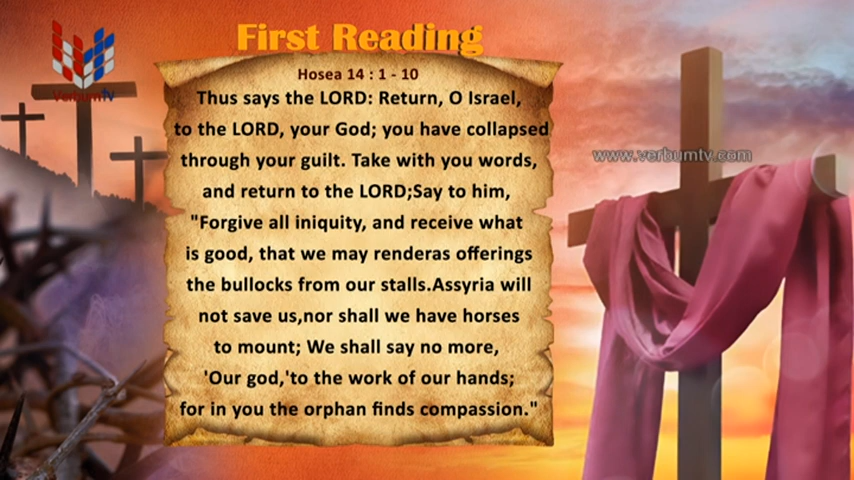 First Reading
Verbumtv
Hosea 14 : 1 - 10
Thus says the LORD: Return, O Israel,
to the LORD, your God; you have collapsed
through your guilt. Take with you words,
and return to the LORD;Say to him,
"Forgive all iniquity, and receive what
is good, that we may renderas offerings
the bullocks from our stalls.Assyria will
not save us,nor shall we have horses
to mount; We shall say no more,
'Our god,'to the work of our hands;
for in you the orphan finds compassion."
www.verbumtv.com